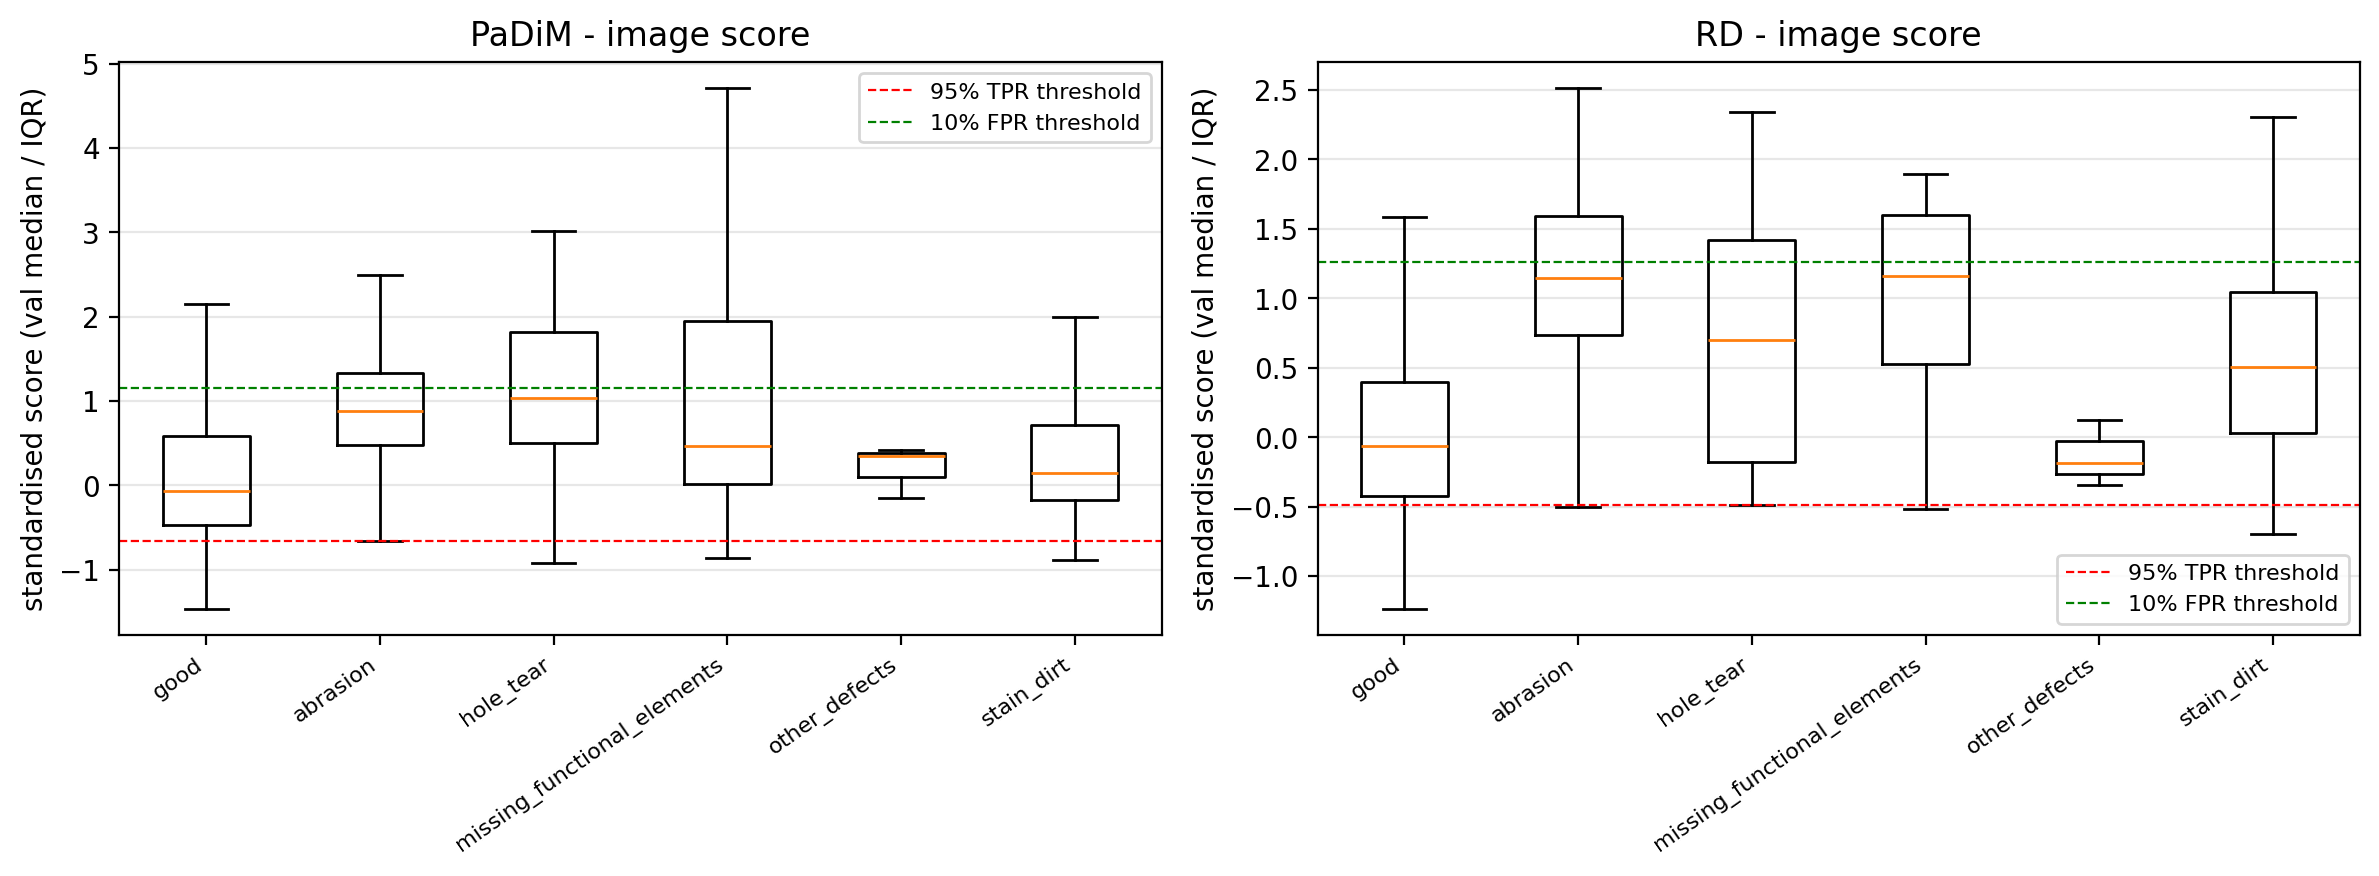 PaDiM - image score
standardised score (val median / IQR)
5
4
3
2
1
0
−1
95% TPR threshold
10% FPR threshold
good
abrasion
hole_tear
missing_functional_elements
other_defects
stain_dirt
RD - image score
standardised score (val median / IQR)
2.5
2.0
1.5
1.0
0.5
0.0
−0.5
−1.0
95% TPR threshold
10% FPR threshold
good
abrasion
hole_tear
missing_functional_elements
other_defects
stain_dirt